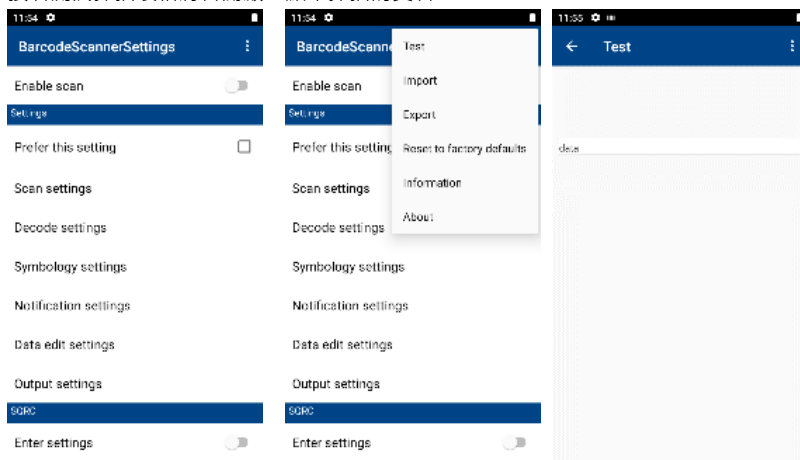 11:54
BarcodeScannerSettings
Enable scan
Settings
Prefer this setting
Scan settings
Decode settings
Symbology settings
Notification settings
Data edit settings
Output settings
SQRC
Enter settings
11:54
BarcodeScanne
Enable scan
Settings
Prefer this setting
Scan settings
Decode settings
Symbology settings
Notification settings
Data edit settings
Output settings
SQRC
Enter settings
Test
Import
Export
Reset to factory defaults
Information
About
11:55
Test
data